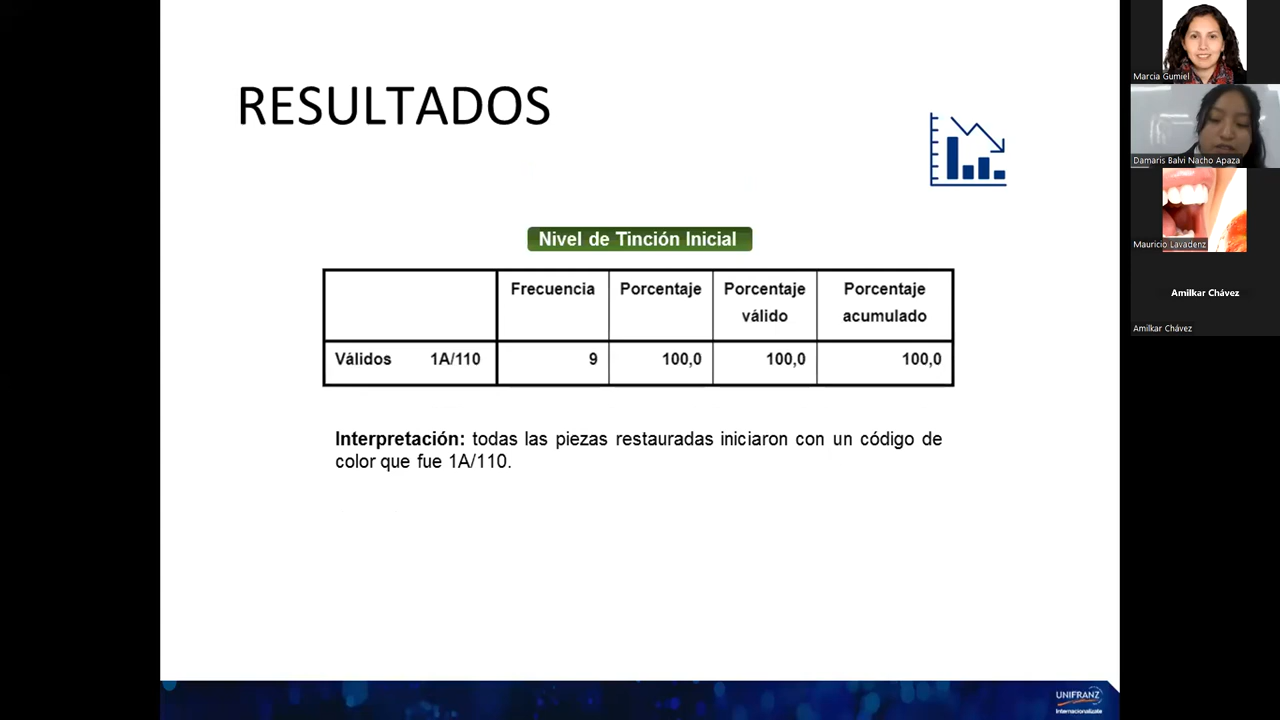 RESULTADOS
Nivel de Tinción Inicial
Frecuencia Porcentaje Porcentaje válido Porcentaje acumulado
Válidos 1A/110 9 100,0 100,0 100,0
Interpretación: todas las piezas restauradas iniciaron con un código de
color que fue 1A/110.
UNIFRANZ
Internacionalízate
Marcia Gumiel
Damaris Balvi Nacho Apaza
Mauricio Lavadenz
Amilkar Chávez
Amilkar Chávez